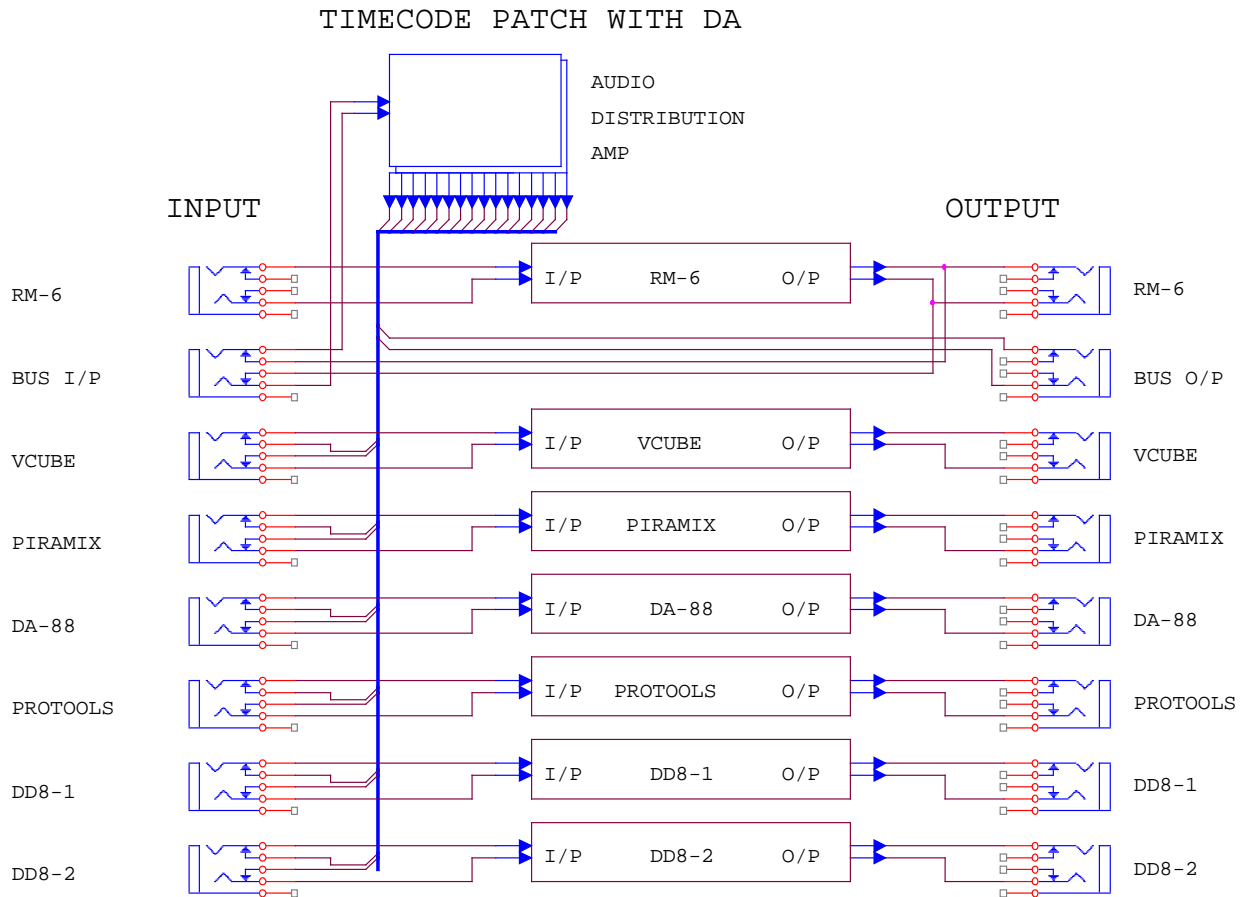 TIMECODE PATCH WITH DA
AUDIO
DISTRIBUTION
AMP
INPUT
OUTPUT
RM-6
I/P RM-6 O/P
RM-6
BUS I/P
BUS O/P
VCUBE
I/P VCUBE O/P
VCUBE
PIRAMIX
I/P PIRAMIX O/P
PIRAMIX
DA-88
I/P DA-88 O/P
DA-88
PROTOOLS
I/P PROTOOLS O/P
PROTOOLS
DD8-1
I/P DD8-1 O/P
DD8-1
DD8-2
I/P DD8-2 O/P
DD8-2